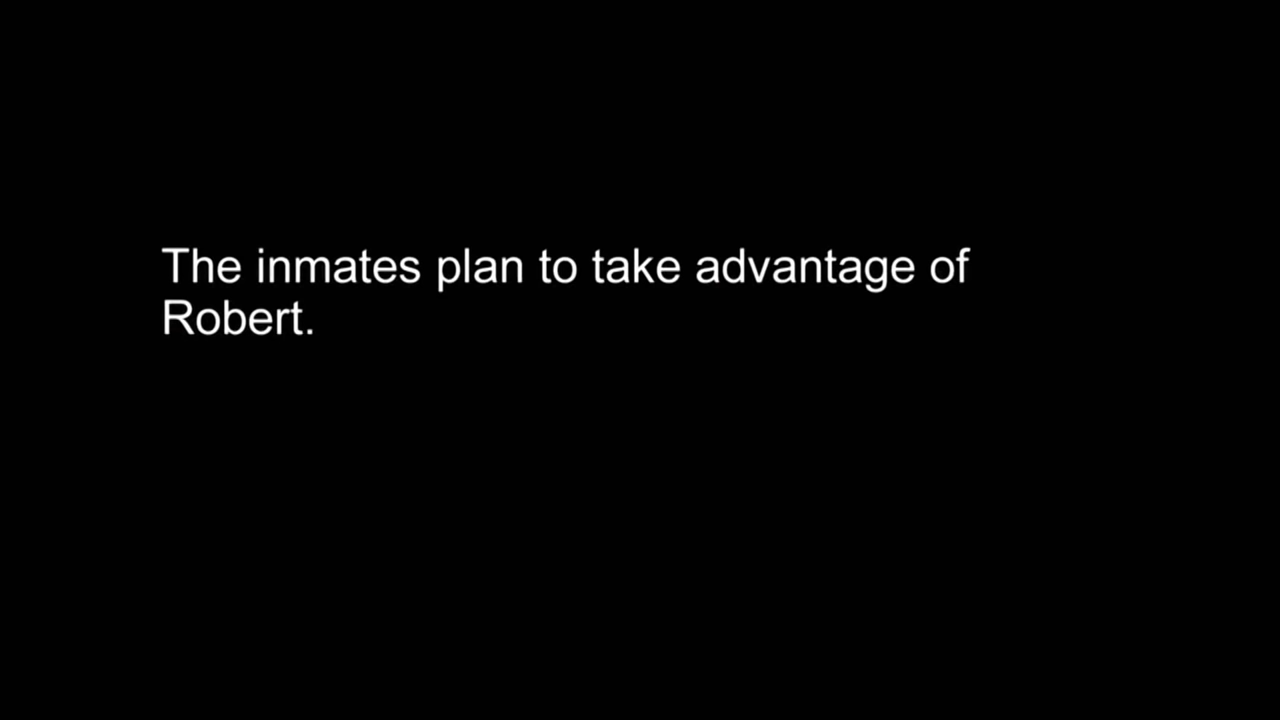 The inmates plan to take advantage of
Robert.